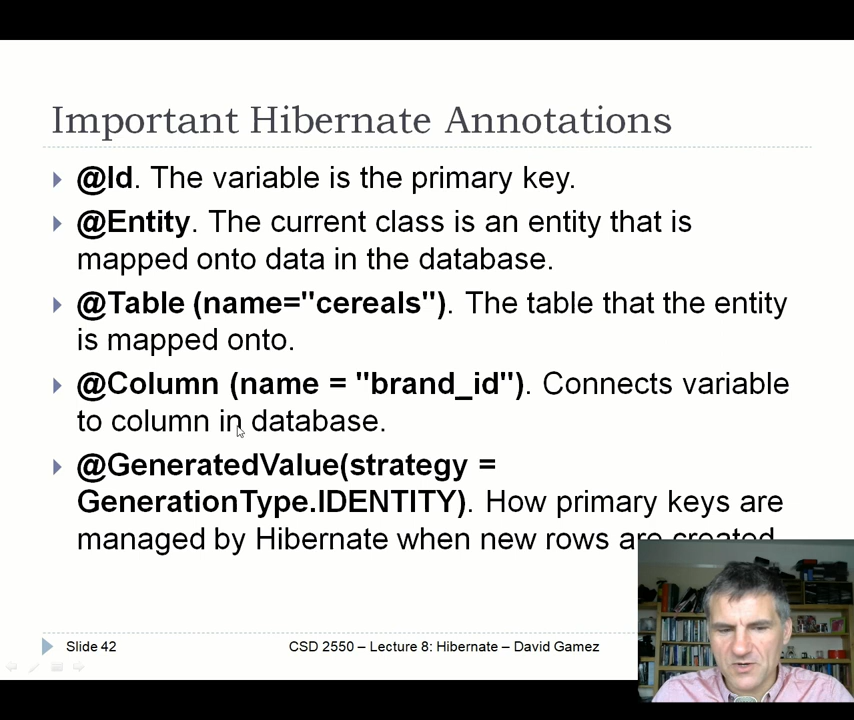 Important Hibernate Annotations
@Id. The variable is the primary key.
@Entity. The current class is an entity that is
mapped onto data in the database.
@Table (name="cereals"). The table that the entity
is mapped onto.
@Column (name = "brand_id"). Connects variable
to column in database.
@GeneratedValue(strategy =
GenerationType.IDENTITY). How primary keys are
managed by Hibernate when new rows are created
Slide 42
CSD 2550 – Lecture 8: Hibernate – David Gamez